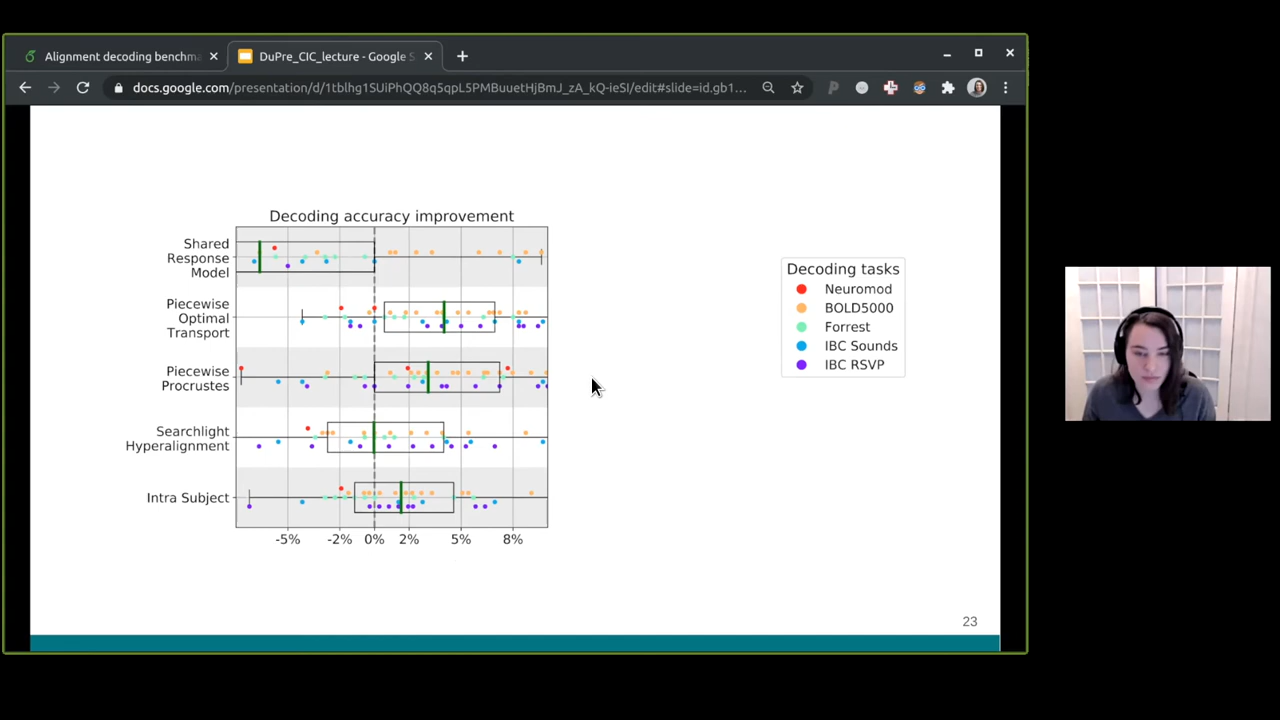 Alignment decoding benchma
DuPre_CIC_lecture - Google S
docs.google.com/presentation/d/1tblhg1SUiPhQQ8q5qpL5PMBuuetHjBmJ_zA_kQ-ieSI/edit#slide=id.gb1...
Decoding accuracy improvement
Shared
Response
Model
Piecewise
Optimal
Transport
Piecewise
Procrustes
Searchlight
Hyperalignment
Intra Subject
-5% -2% 0% 2% 5% 8%
Decoding tasks
Neuromod
BOLD5000
Forrest
IBC Sounds
IBC RSVP
23